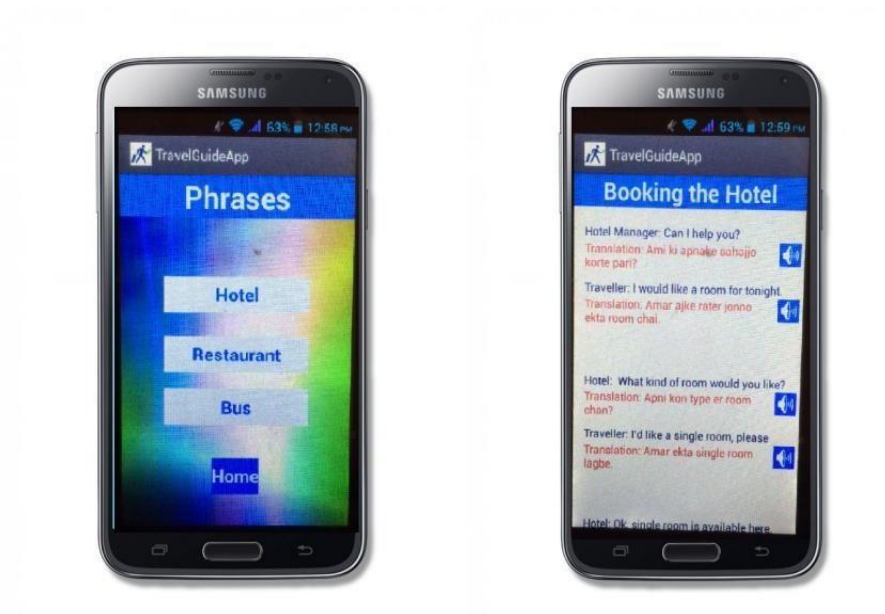 SAMSUNG
63% 12:58 PM
TravelGuideApp
Phrases
Hotel
Restaurant
Bus
Home
SAMSUNG
63% 12:59 PM
TravelGuideApp
Booking the Hotel
Hotel Manager: Can I help you?
Translation: Ami ki apnake sahajjo
korte pari?
Traveller: I would like a room for tonight.
Translation: Amar ajke rater jonno
ekta room chai.
Hotel: What kind of room would you like?
Translation: Apni kon type er room
chan?
Traveller: I'd like a single room, please
Translation: Amar ekta single room
lagbe.
Hotel: Ok, single room is available here.